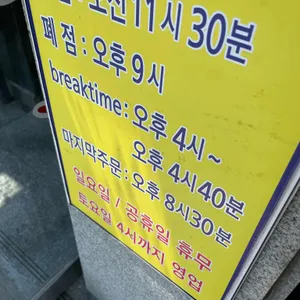 오전 11시 30분
폐 점 : 오후 9시
breaktime : 오후 4시~
오후 4시 40분
마지막주문 : 오후 8시 30분
일요일 / 공휴일 휴무
토요일 4시까지 영업